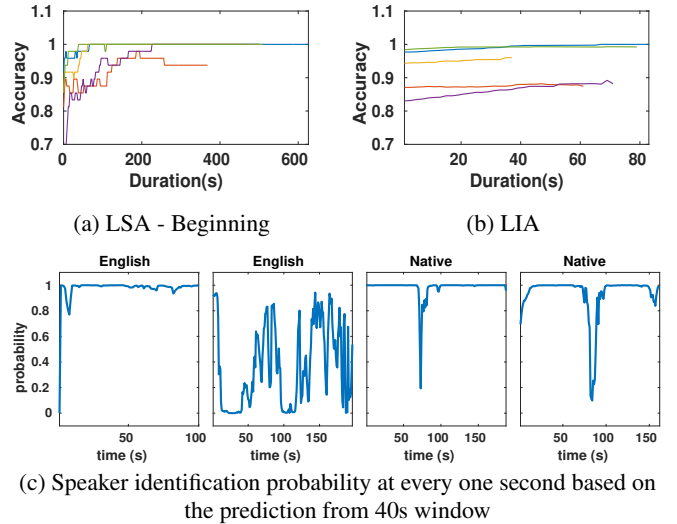 1.1
1
0.9
0.8
0.7
Accuracy
0 200 400 600
Duration(s)
(a) LSA - Beginning
1.1
1
0.9
0.8
0.7
Accuracy
20 40 60 80
Duration(s)
(b) LIA
English English Native Native
1
0.8
0.6
0.4
0.2
0
probability
50 100 50 100 150 50 100 150 50 100 150
time (s) time (s) time (s) time (s)
(c) Speaker identification probability at every one second based on
the prediction from 40s window